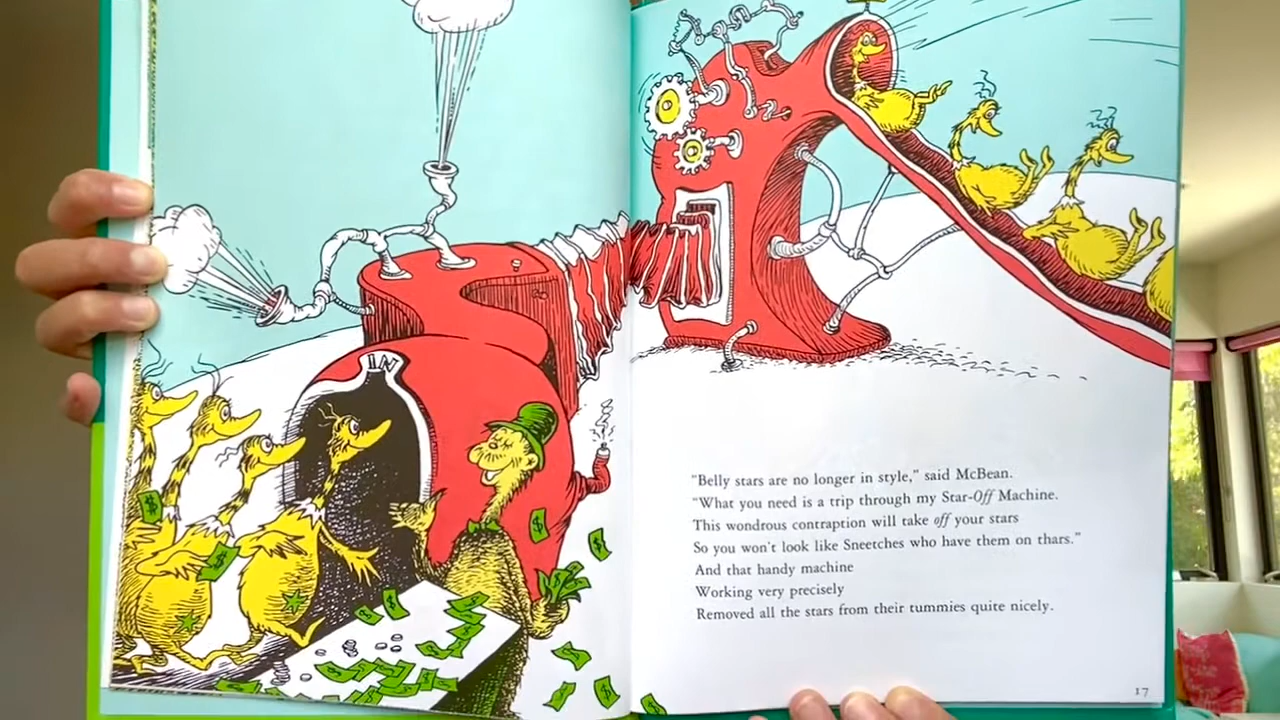 IN
"Belly stars are no longer in style," said McBean.
"What you need is a trip through my Star-Off Machine.
This wondrous contraption will take off your stars
So you won't look like Sneetches who have them on thars."
And that handy machine
Working very precisely
Removed all the stars from their tummies quite nicely.
17